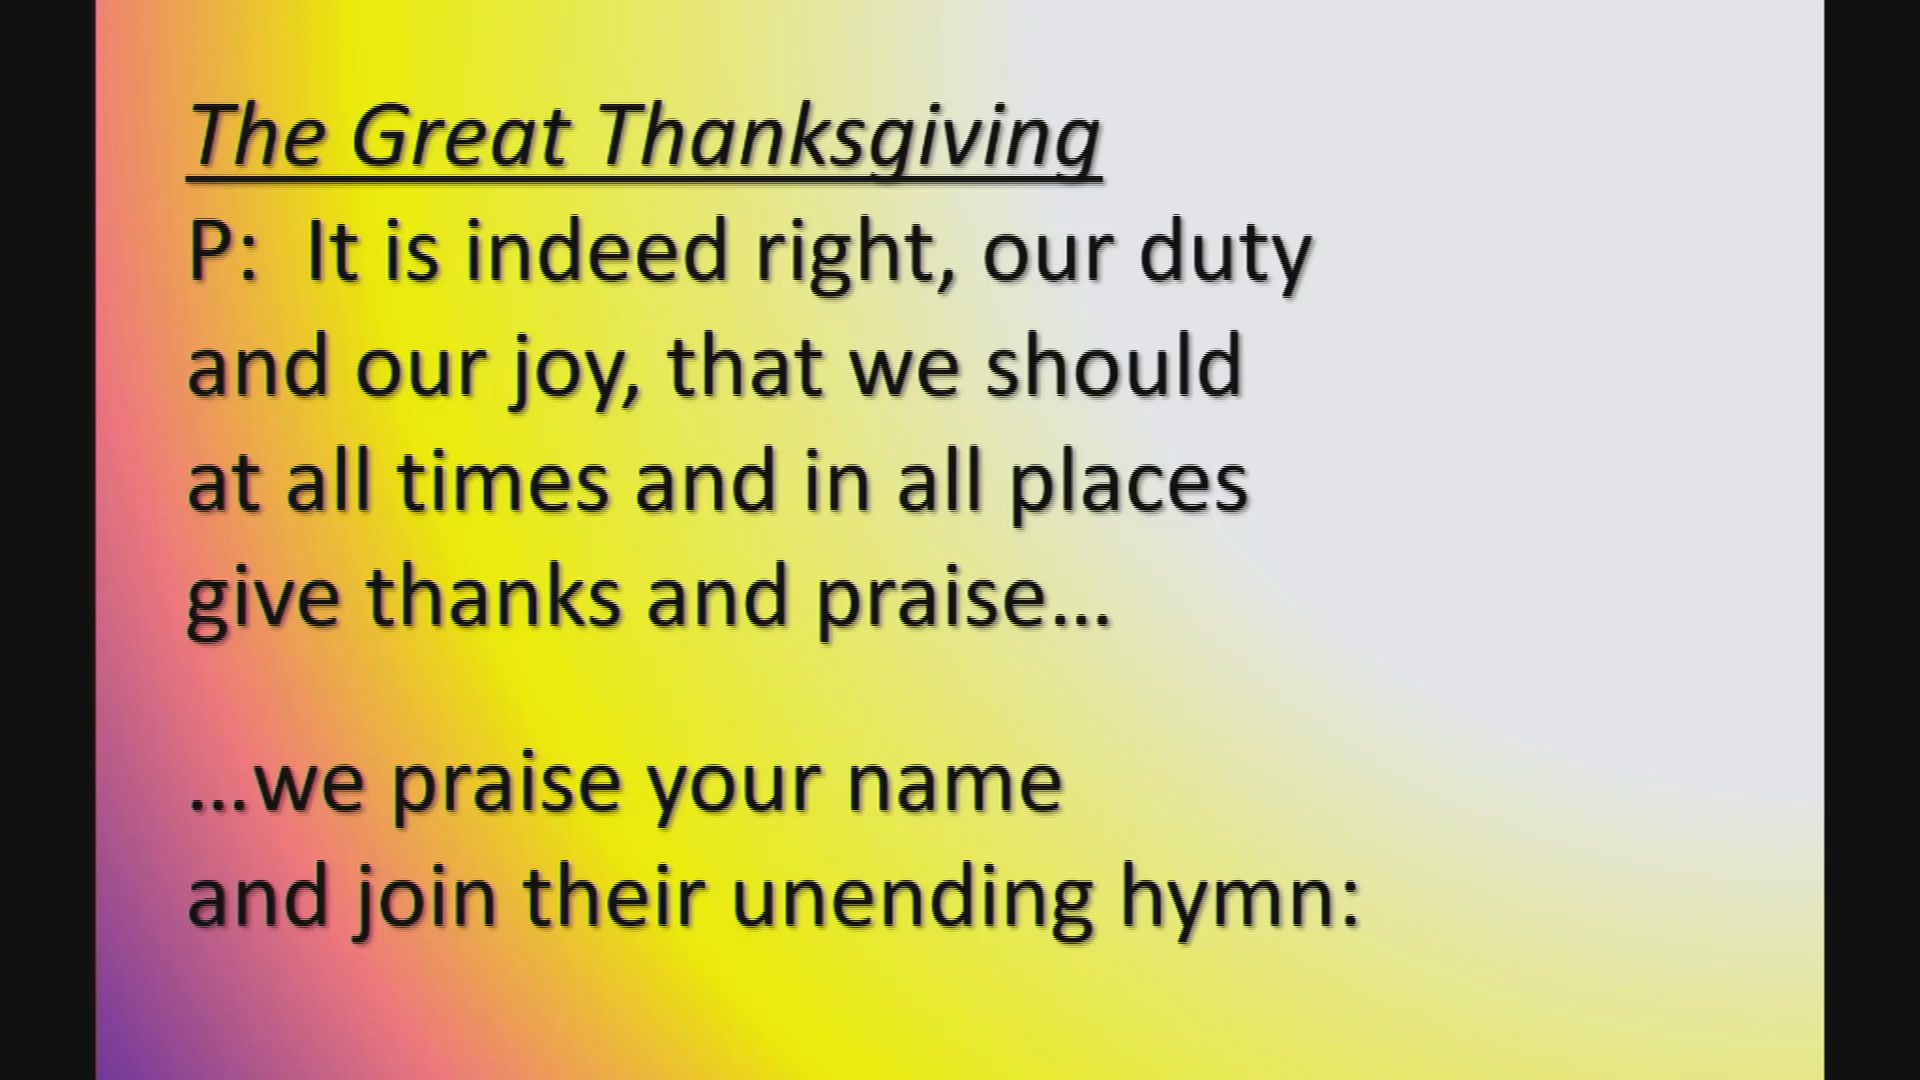 The Great Thanksgiving
P:  It is indeed right, our duty
and our joy, that we should
at all times and in all places
give thanks and praise...
...we praise your name
and join their unending hymn: